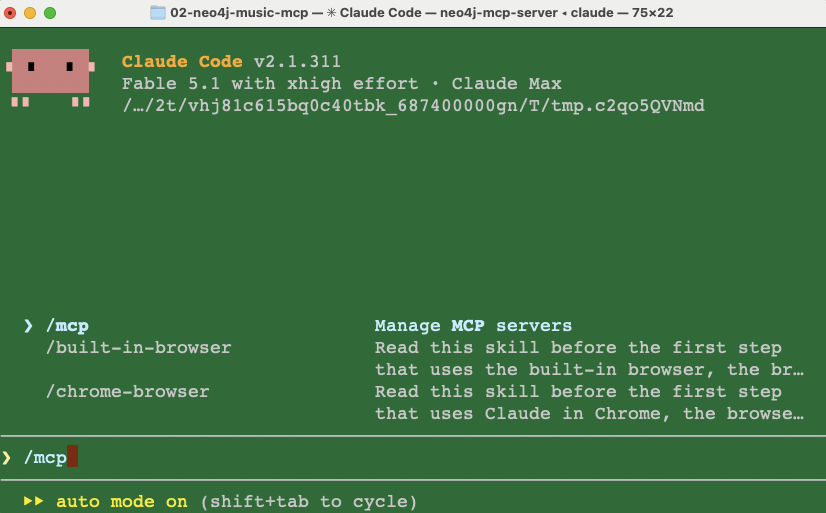 02-neo4j-music-mcp — ✳ Claude Code — neo4j-mcp-server ◂ claude — 75×22
Claude Code v2.1.311
Fable 5.1 with xhigh effort · Claude Max
/…/2t/vhj81c615bq0c40tbk_687400000gn/T/tmp.c2qo5QVNmd
❯ /mcp Manage MCP servers
/built-in-browser Read this skill before the first step
that uses the built-in browser, the br…
/chrome-browser Read this skill before the first step
that uses Claude in Chrome, the browse…
❯ /mcp
⏵⏵ auto mode on (shift+tab to cycle)